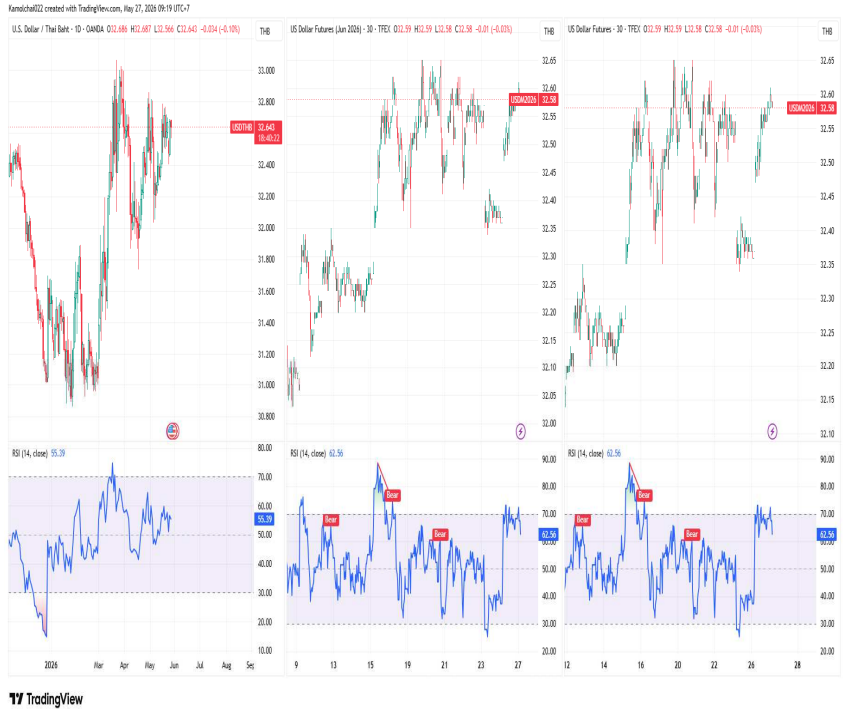 Kamolchai022 created with TradingView.com, May 27, 2026 09:19 UTC+7
U.S. Dollar / Thai Baht · 1D · OANDA O32.686 H32.687 L32.566 C32.643 -0.034 (-0.10%)
THB
33.000
32.800
USDTHB 32.643
18:40:22
32.400
32.200
32.000
31.800
31.600
31.400
31.200
31.000
30.800
RSI (14, close) 55.39
80.00
70.00
60.00
55.39
50.00
40.00
30.00
20.00
10.00
2026 Mar Apr May Jun Jul Aug Sep
US Dollar Futures (Jun 2026) · 30 · TFEX O32.59 H32.59 L32.58 C32.58 -0.01 (-0.03%)
THB
32.65
32.60
USDM2026 32.58
32.55
32.50
32.45
32.40
32.35
32.30
32.25
32.20
32.15
32.10
32.05
32.00
RSI (14, close) 62.56
90.00
80.00
Bear
70.00
Bear
Bear
62.56
50.00
40.00
30.00
20.00
9 13 15 19 21 23 27
US Dollar Futures · 30 · TFEX O32.59 H32.59 L32.58 C32.58 -0.01 (-0.03%)
THB
32.65
32.60
USDM2026 32.58
32.55
32.50
32.45
32.40
32.35
32.30
32.25
32.20
32.15
32.10
RSI (14, close) 62.56
90.00
80.00
Bear
70.00
Bear
Bear
62.56
50.00
40.00
30.00
20.00
12 14 16 20 22 26 28
TradingView